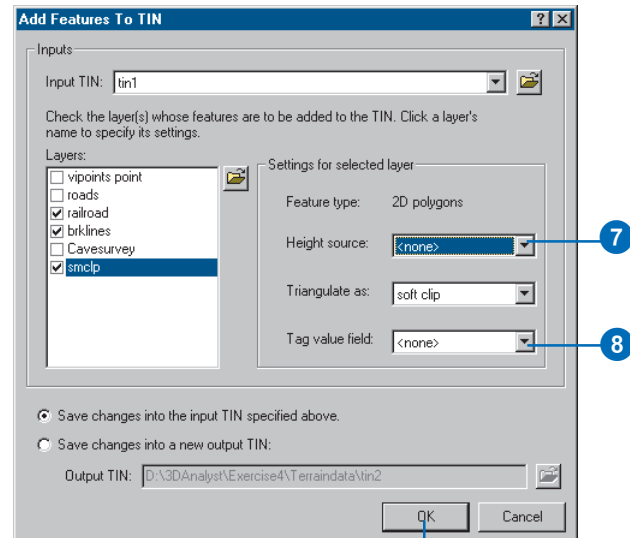 Add Features To TIN
Inputs
Input TIN: tin1
Check the layer(s) whose features are to be added to the TIN. Click a layer's
name to specify its settings.
Layers:
vipoints point
roads
railroad
brklines
Cavesurvey
smclp
Settings for selected layer
Feature type: 2D polygons
Height source: <none>
7
Triangulate as: soft clip
Tag value field: <none>
8
Save changes into the input TIN specified above.
Save changes into a new output TIN:
Output TIN: D:\3DAnalyst\Exercise4\Terraindata\tin2
OK Cancel